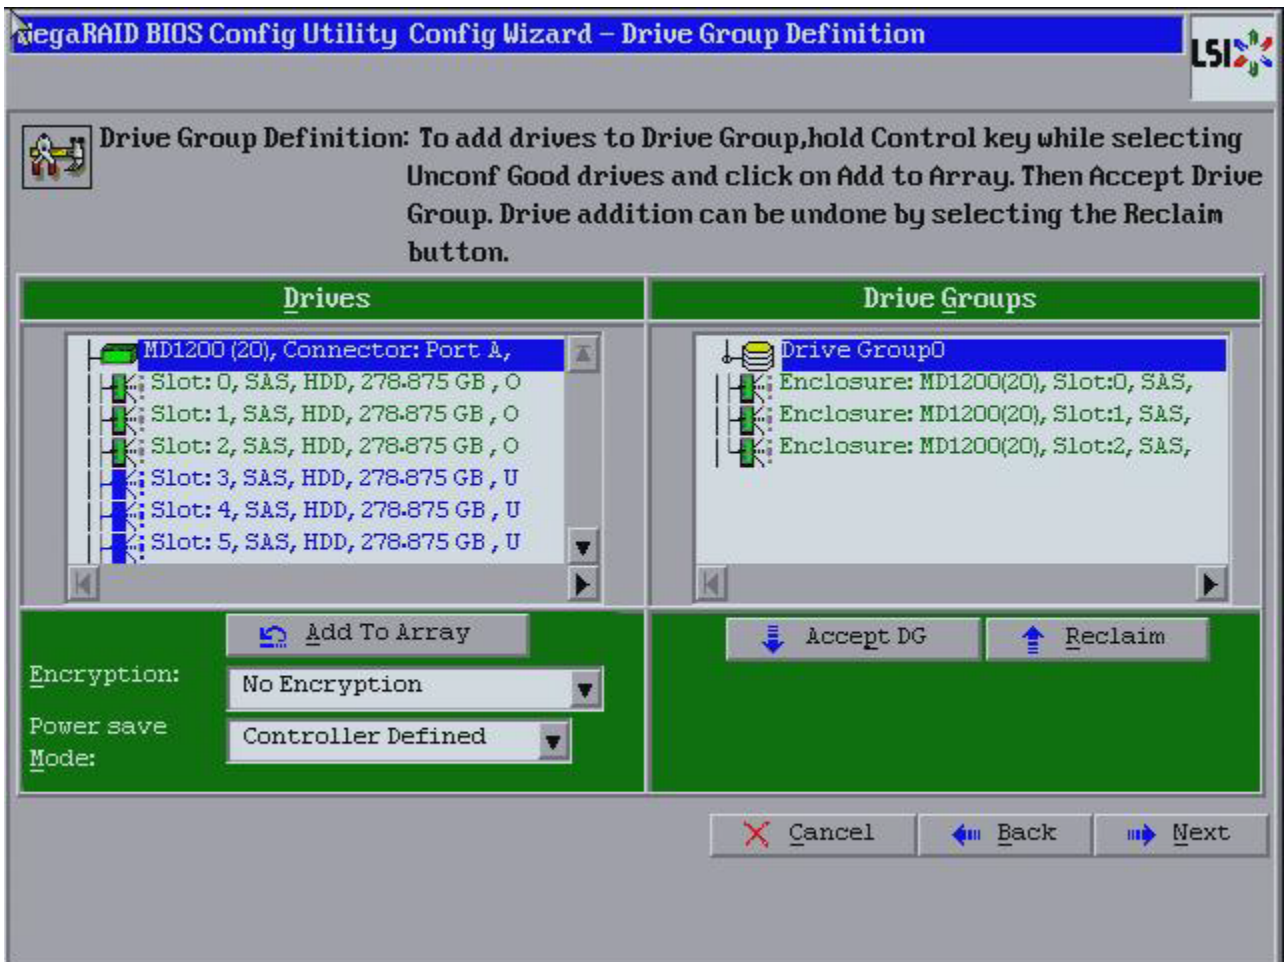 MegaRAID BIOS Config Utility Config Wizard – Drive Group Definition
LSI
Drive Group Definition: To add drives to Drive Group,hold Control key while selecting
Unconf Good drives and click on Add to Array. Then Accept Drive
Group. Drive addition can be undone by selecting the Reclaim
button.
Drives
MD1200 (20), Connector: Port A,
Slot: 0, SAS, HDD, 278.875 GB , O
Slot: 1, SAS, HDD, 278.875 GB , O
Slot: 2, SAS, HDD, 278.875 GB , O
Slot: 3, SAS, HDD, 278.875 GB , U
Slot: 4, SAS, HDD, 278.875 GB , U
Slot: 5, SAS, HDD, 278.875 GB , U
Add To Array
Encryption:
No Encryption
Power save
Mode:
Controller Defined
Drive Groups
Drive Group0
Enclosure: MD1200(20), Slot:0, SAS,
Enclosure: MD1200(20), Slot:1, SAS,
Enclosure: MD1200(20), Slot:2, SAS,
Accept DG
Reclaim
Cancel
Back
Next